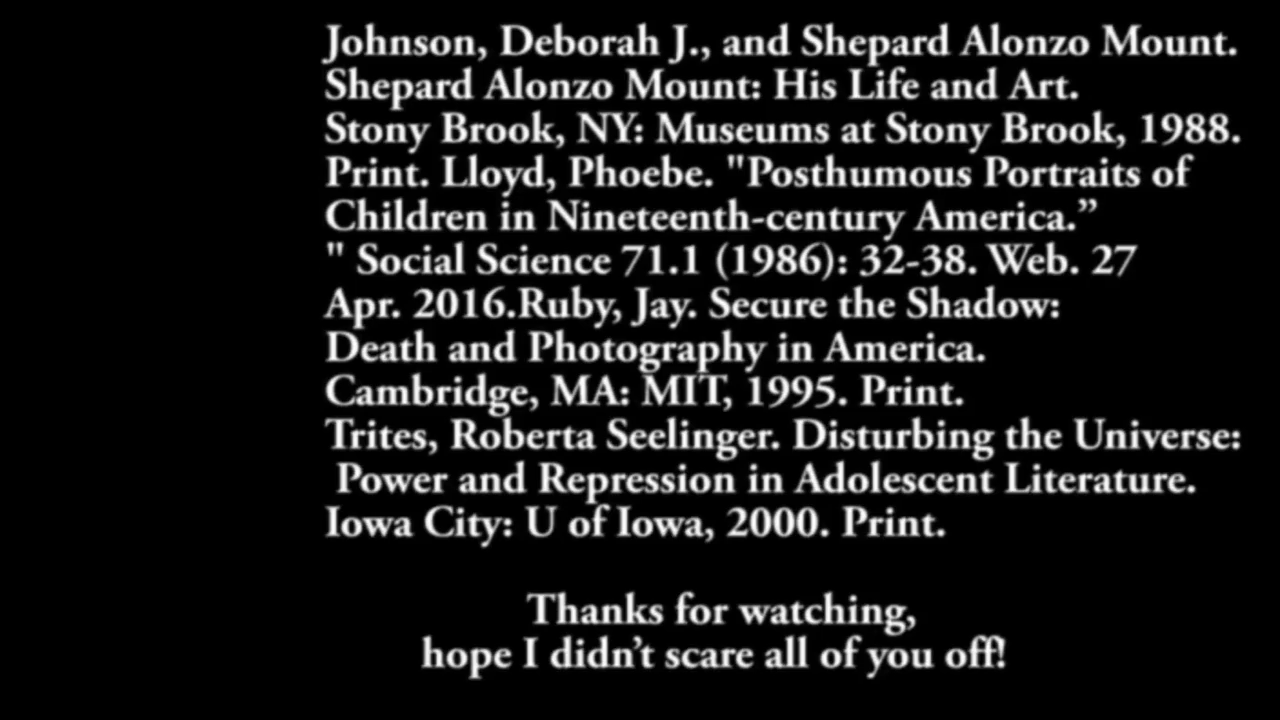 Johnson, Deborah J., and Shepard Alonzo Mount.
Shepard Alonzo Mount: His Life and Art.
Stony Brook, NY: Museums at Stony Brook, 1988.
Print. Lloyd, Phoebe. "Posthumous Portraits of
Children in Nineteenth-century America.”
" Social Science 71.1 (1986): 32-38. Web. 27
Apr. 2016.Ruby, Jay. Secure the Shadow:
Death and Photography in America.
Cambridge, MA: MIT, 1995. Print.
Trites, Roberta Seelinger. Disturbing the Universe:
Power and Repression in Adolescent Literature.
Iowa City: U of Iowa, 2000. Print.
Thanks for watching,
hope I didn’t scare all of you off!